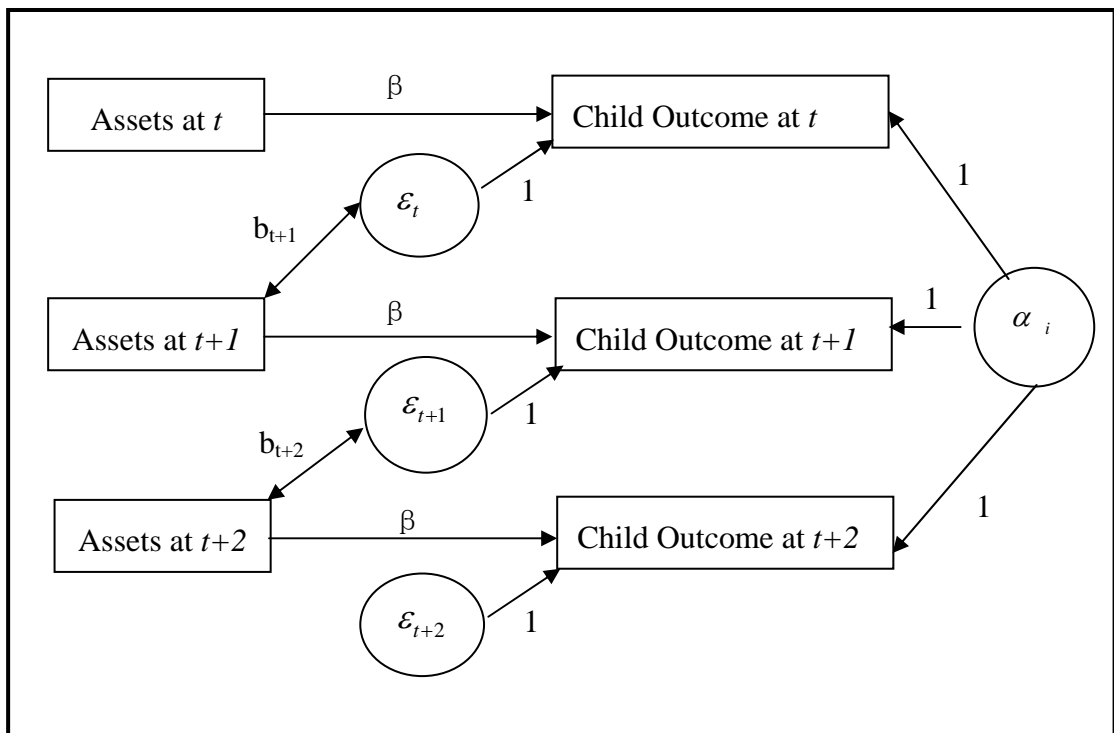 β
Assets at t
Child Outcome at t
1
ε_t
1
b_{t+1}
β
1
α_i
Assets at t+1
Child Outcome at t+1
ε_{t+1}
1
b_{t+2}
β
1
Assets at t+2
Child Outcome at t+2
ε_{t+2}
1